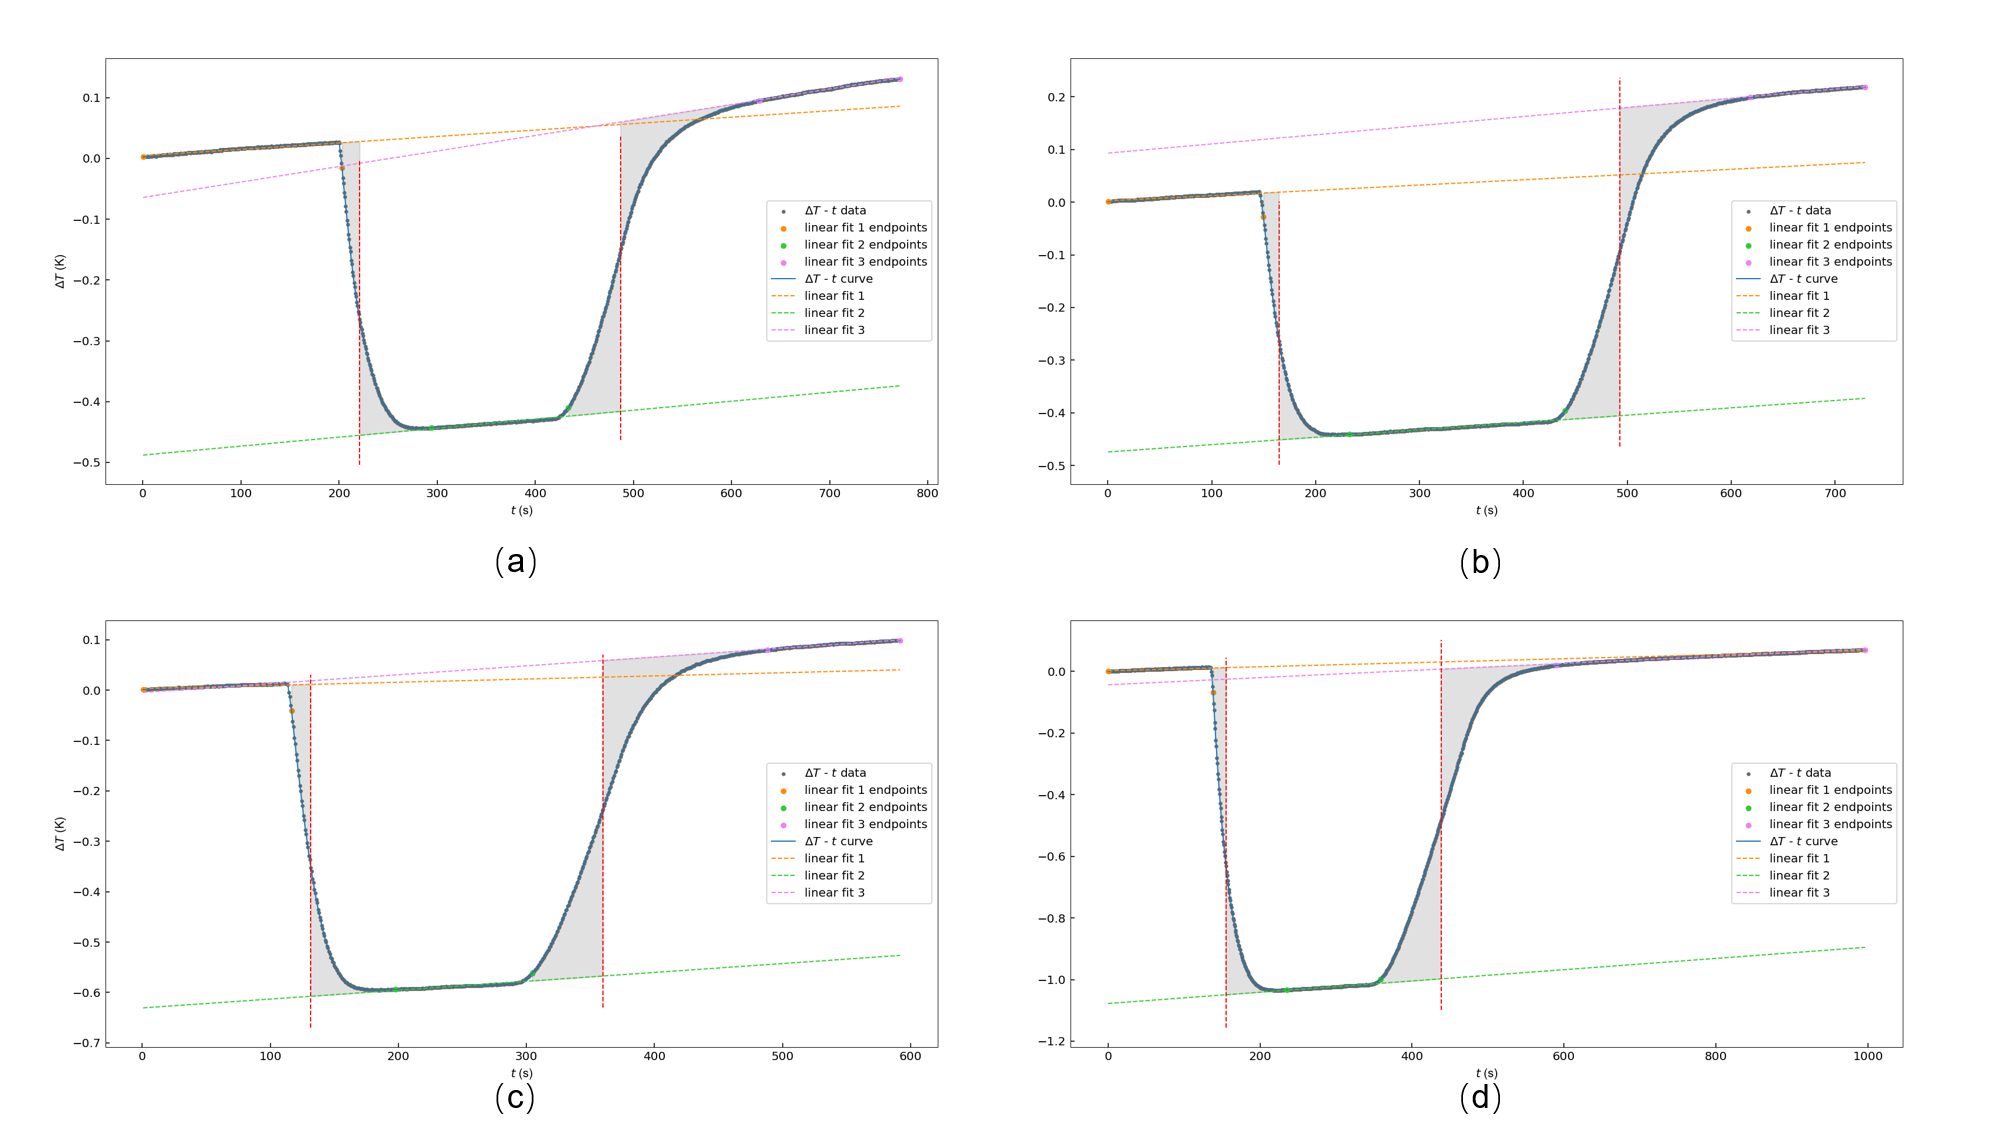 0.1
0.0
−0.1
−0.2
−0.3
−0.4
−0.5
ΔT (K)
ΔT - t data
linear fit 1 endpoints
linear fit 2 endpoints
linear fit 3 endpoints
ΔT - t curve
linear fit 1
linear fit 2
linear fit 3
0 100 200 300 400 500 600 700 800
t (s)
(a)
0.2
0.1
0.0
−0.1
−0.2
−0.3
−0.4
−0.5
ΔT - t data
linear fit 1 endpoints
linear fit 2 endpoints
linear fit 3 endpoints
ΔT - t curve
linear fit 1
linear fit 2
linear fit 3
0 100 200 300 400 500 600 700
t (s)
(b)
0.1
0.0
−0.1
−0.2
−0.3
−0.4
−0.5
−0.6
−0.7
ΔT (K)
ΔT - t data
linear fit 1 endpoints
linear fit 2 endpoints
linear fit 3 endpoints
ΔT - t curve
linear fit 1
linear fit 2
linear fit 3
0 100 200 300 400 500 600
t (s)
(c)
0.0
−0.2
−0.4
−0.6
−0.8
−1.0
−1.2
ΔT - t data
linear fit 1 endpoints
linear fit 2 endpoints
linear fit 3 endpoints
ΔT - t curve
linear fit 1
linear fit 2
linear fit 3
0 200 400 600 800 1000
t (s)
(d)